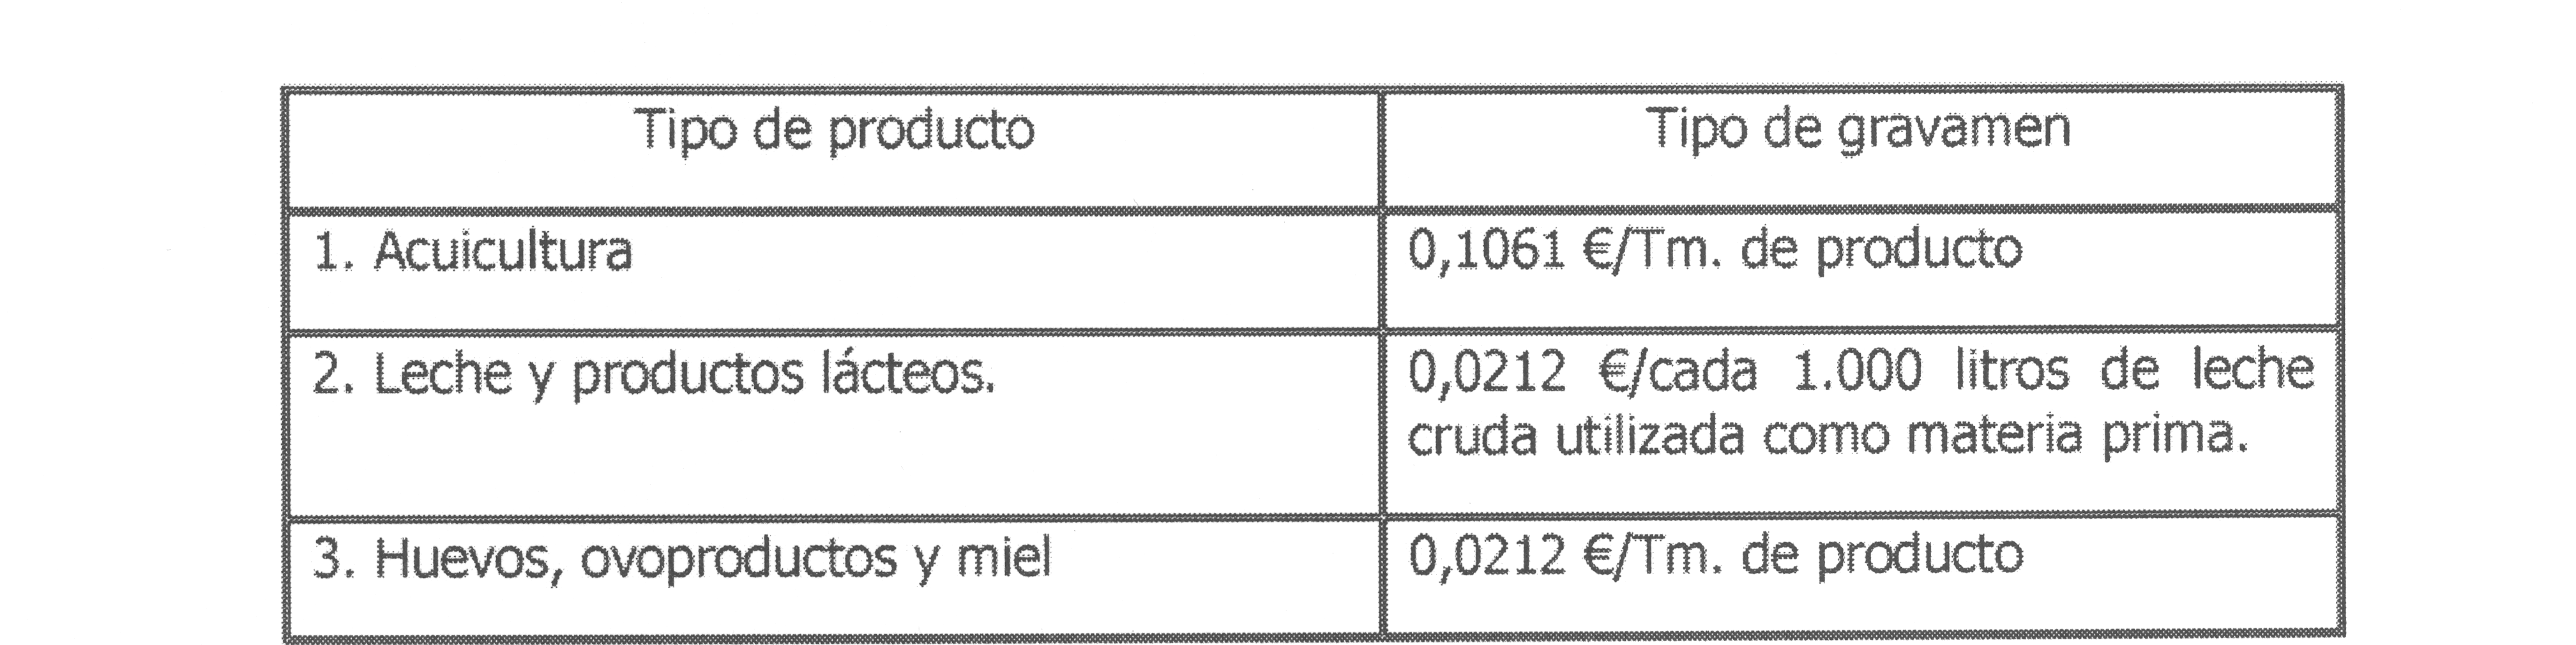 Tipo de producto
Tipo de gravamen
1. Acuicultura
0,1061 €/Tm. de producto
2. Leche y productos lácteos.
0,0212 €/cada 1.000 litros de leche
cruda utilizada como materia prima.
3. Huevos, ovoproductos y miel
0,0212 €/Tm. de producto